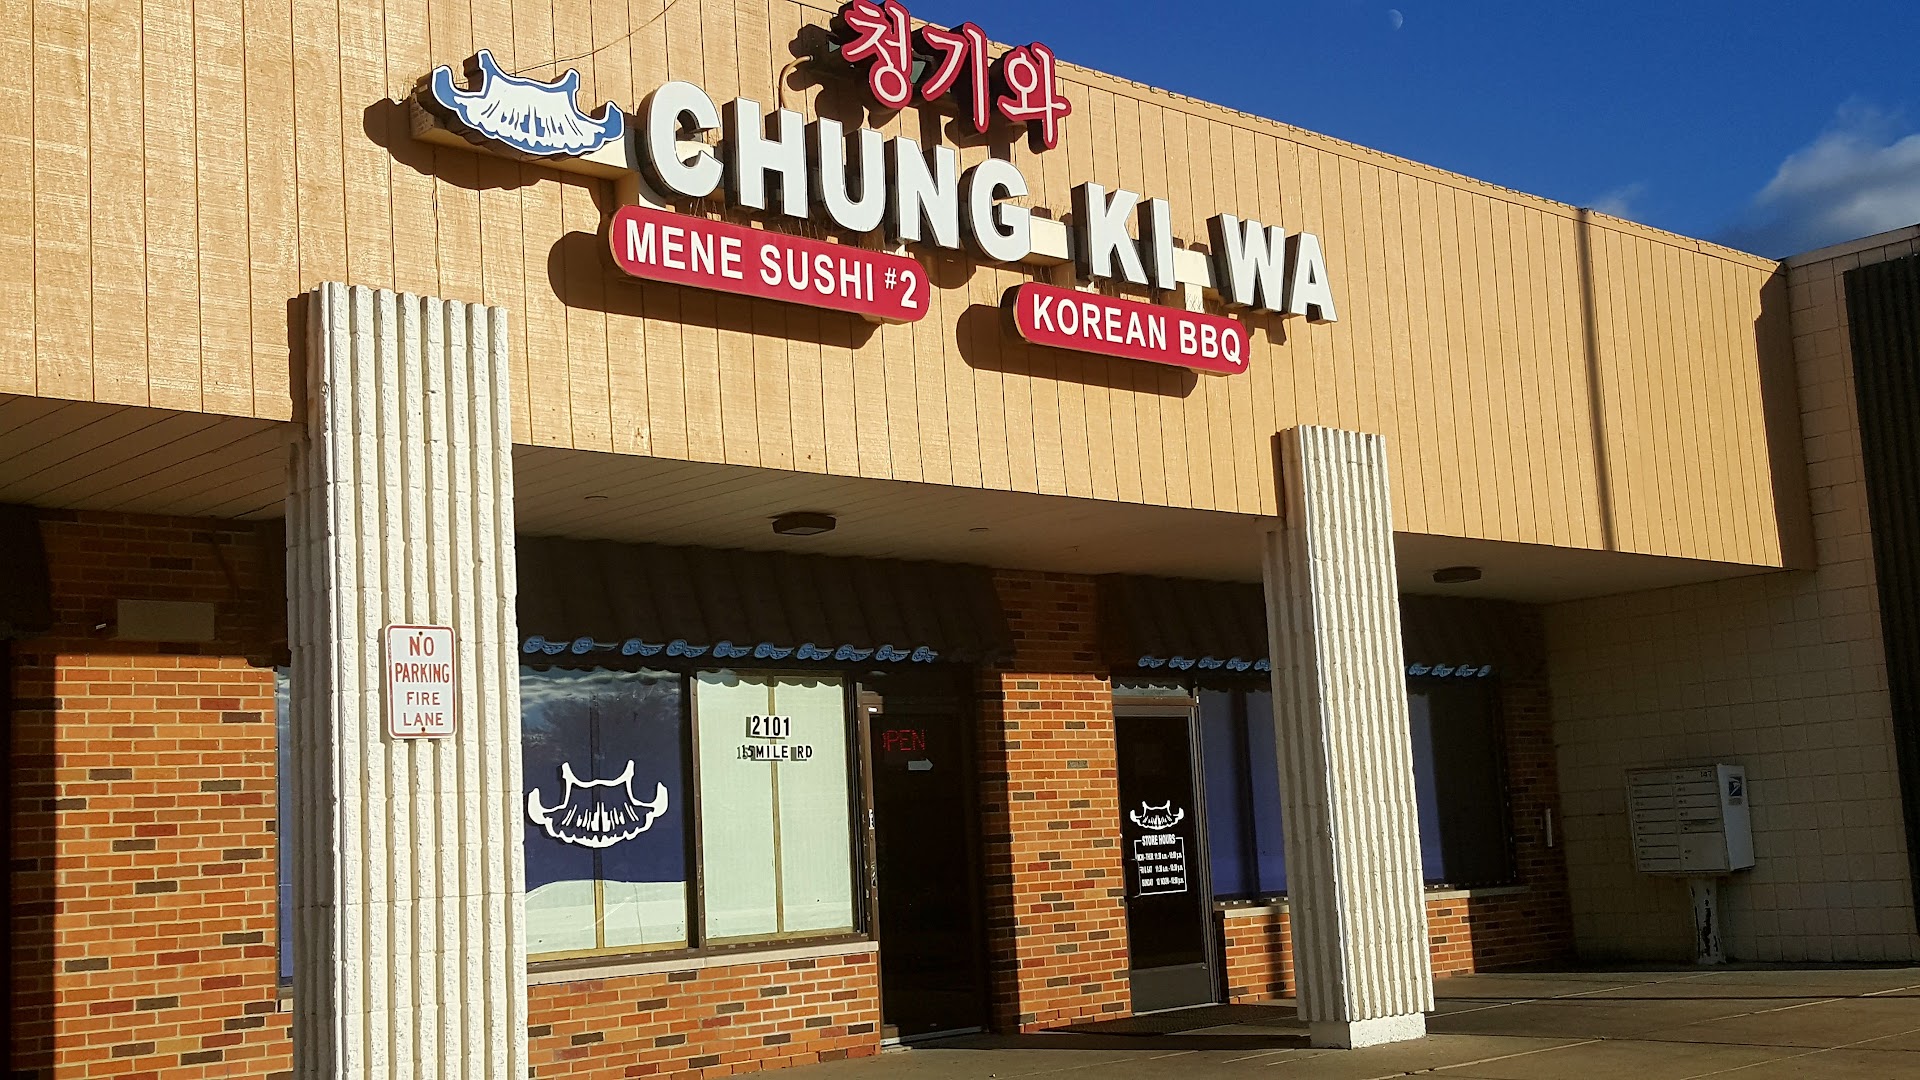 청기와
CHUNG KI WA
MENE SUSHI #2
KOREAN BBQ
NO
PARKING
FIRE
LANE
2101
15 MILE RD
OPEN
STORE HOURS
147